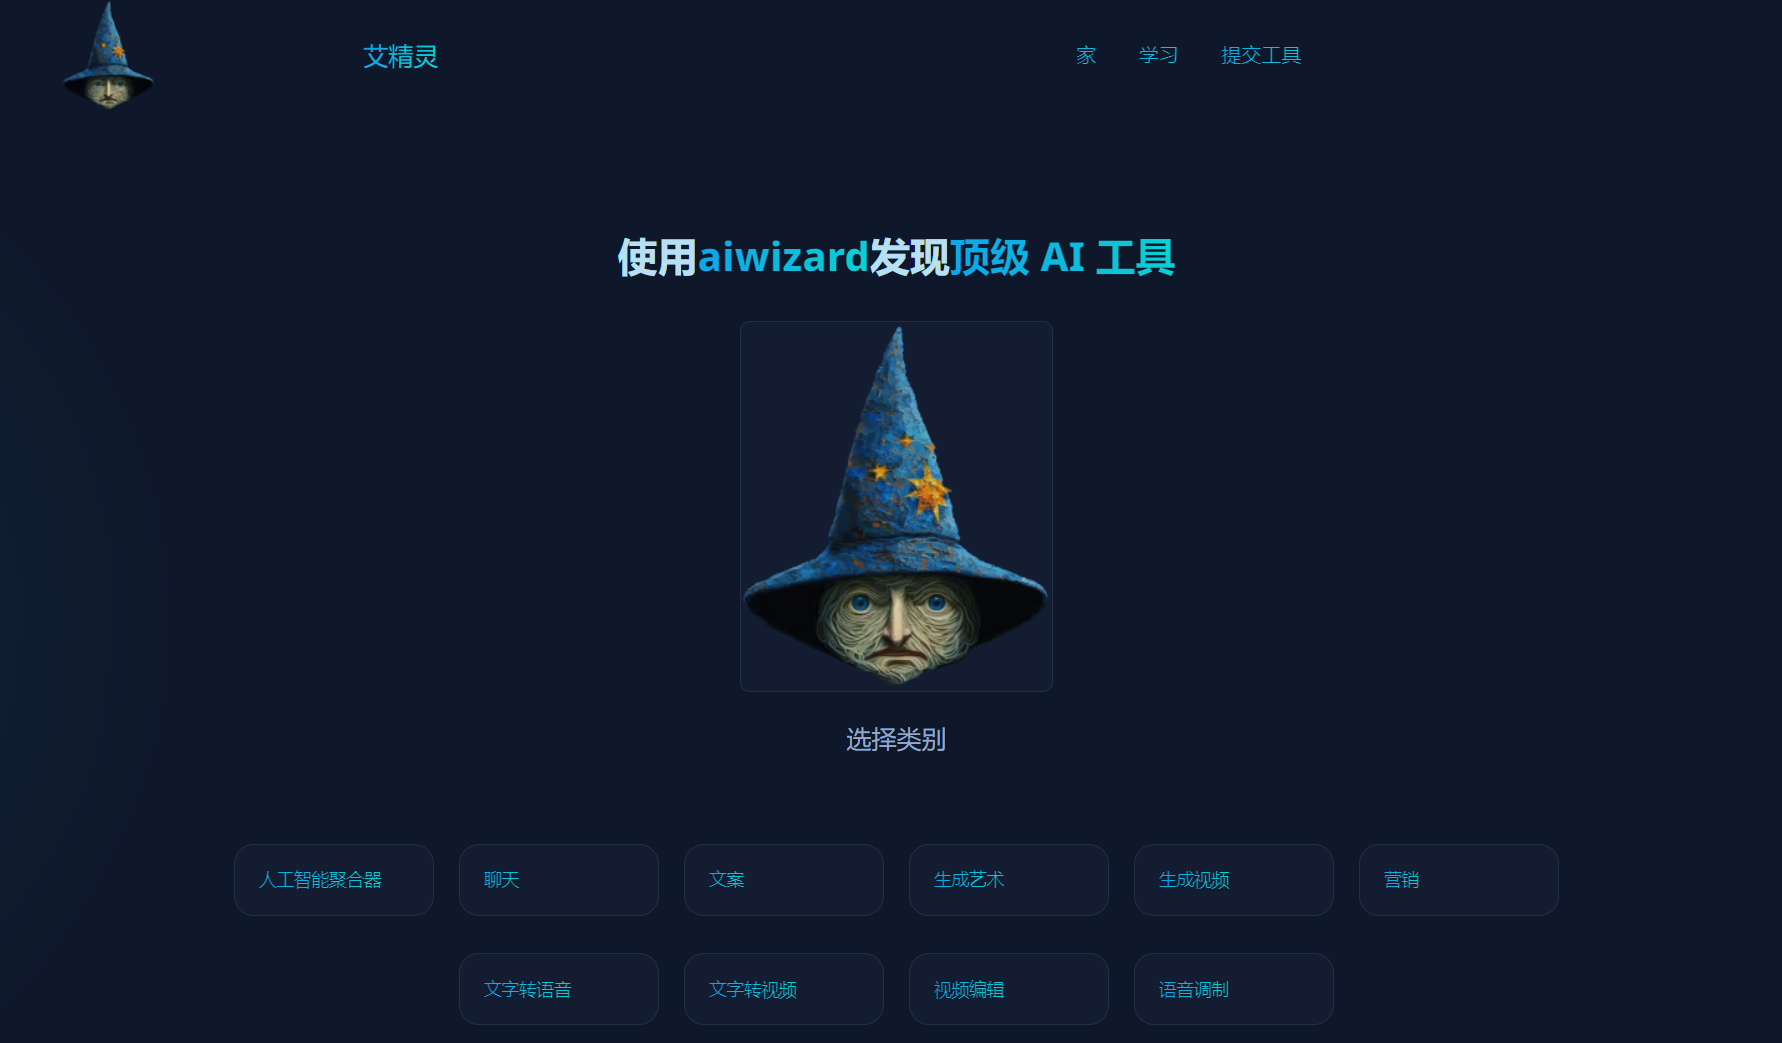 艾精灵
家 学习 提交工具
使用aiwizard发现顶级 AI 工具
选择类别
人工智能聚合器 聊天 文案 生成艺术 生成视频 营销
文字转语音 文字转视频 视频编辑 语音调制